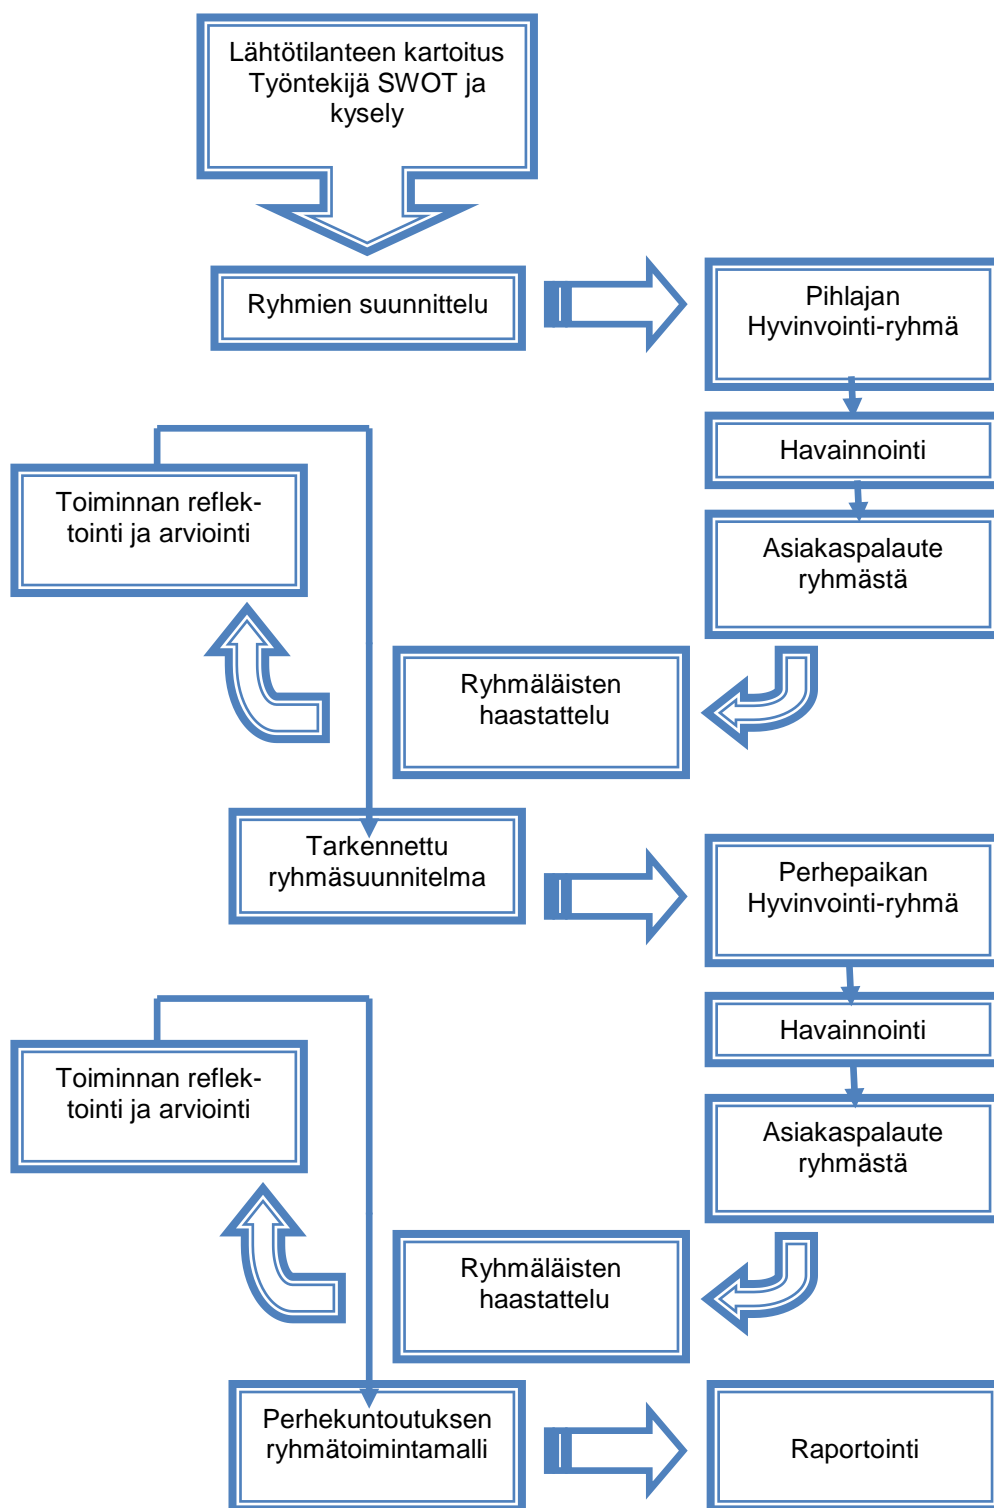 Lähtötilanteen kartoitus
Työntekijä SWOT ja
kysely
Ryhmien suunnittelu
Pihlajan
Hyvinvointi-ryhmä
Havainnointi
Asiakaspalaute
ryhmästä
Ryhmäläisten
haastattelu
Toiminnan reflek-
tointi ja arviointi
Tarkennettu
ryhmäsuunnitelma
Perhepaikan
Hyvinvointi-ryhmä
Havainnointi
Asiakaspalaute
ryhmästä
Ryhmäläisten
haastattelu
Toiminnan reflek-
tointi ja arviointi
Perhekuntoutuksen
ryhmätoimintamalli
Raportointi